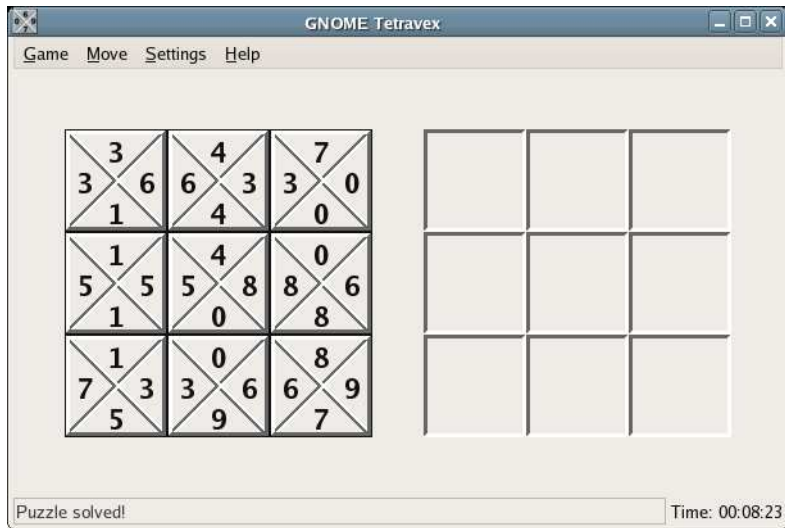 GNOME Tetravex
Game Move Settings Help
3 4 7
3 6 6 3 3 0
1 4 0
1 4 0
5 5 5 8 8 6
1 0 8
1 0 8
7 3 3 6 6 9
5 9 7
Puzzle solved! Time: 00:08:23